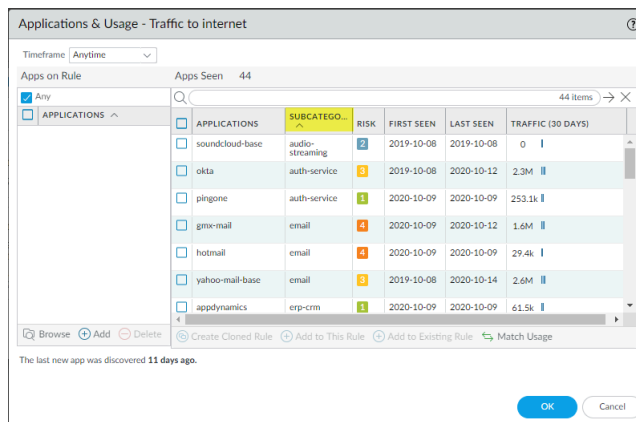 Applications & Usage - Traffic to internet
Timeframe Anytime
Apps on Rule
Apps Seen 44
Any
44 items
APPLICATIONS
APPLICATIONS SUBCATEGO... RISK FIRST SEEN LAST SEEN TRAFFIC (30 DAYS)
soundcloud-base audio-streaming 2 2019-10-08 2019-10-08 0
okta auth-service 3 2019-10-08 2020-10-12 2.3M
pingone auth-service 1 2020-10-09 2020-10-09 253.1k
gmx-mail email 4 2020-10-09 2020-10-12 1.6M
hotmail email 4 2020-10-09 2020-10-09 29.4k
yahoo-mail-base email 3 2019-10-08 2020-10-14 2.6M
appdynamics erp-crm 1 2020-10-09 2020-10-09 61.5k
Browse Add Delete
Create Cloned Rule Add to This Rule Add to Existing Rule Match Usage
The last new app was discovered 11 days ago.
OK Cancel